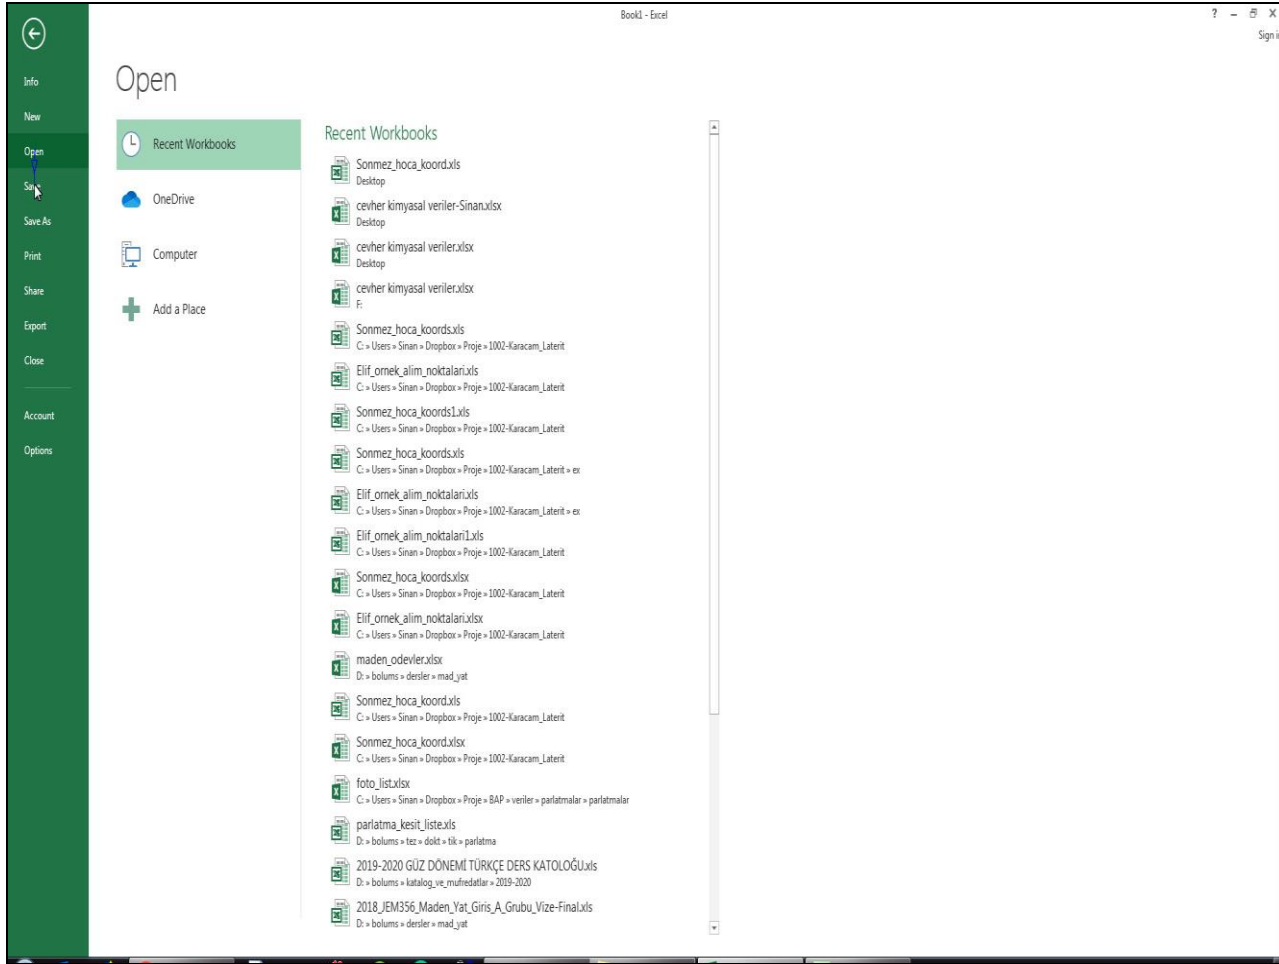 Book1 - Excel
?
Sign i
Info
New
Open
Save
Save As
Print
Share
Export
Close
Account
Options
Open
Recent Workbooks
OneDrive
Computer
Add a Place
Recent Workbooks
Sonmez_hoca_koord.xls
Desktop
cevher kimyasal veriler-Sinan.xlsx
Desktop
cevher kimyasal veriler.xlsx
Desktop
cevher kimyasal veriler.xlsx
F:
Sonmez_hoca_koords.xls
C: » Users » Sinan » Dropbox » Proje » 1002-Karacam_Laterit
Elif_ornek_alim_noktalari.xls
C: » Users » Sinan » Dropbox » Proje » 1002-Karacam_Laterit
Sonmez_hoca_koords1.xls
C: » Users » Sinan » Dropbox » Proje » 1002-Karacam_Laterit
Sonmez_hoca_koords.xls
C: » Users » Sinan » Dropbox » Proje » 1002-Karacam_Laterit » ex
Elif_ornek_alim_noktalari.xls
C: » Users » Sinan » Dropbox » Proje » 1002-Karacam_Laterit » ex
Elif_ornek_alim_noktalari1.xls
C: » Users » Sinan » Dropbox » Proje » 1002-Karacam_Laterit
Sonmez_hoca_koords.xlsx
C: » Users » Sinan » Dropbox » Proje » 1002-Karacam_Laterit
Elif_ornek_alim_noktalari.xlsx
C: » Users » Sinan » Dropbox » Proje » 1002-Karacam_Laterit
maden_odevler.xlsx
D: » bolums » dersler » mad_yat
Sonmez_hoca_koord.xls
C: » Users » Sinan » Dropbox » Proje » 1002-Karacam_Laterit
Sonmez_hoca_koord.xlsx
C: » Users » Sinan » Dropbox » Proje » 1002-Karacam_Laterit
foto_list.xlsx
C: » Users » Sinan » Dropbox » Proje » BAP » veriler » parlatmalar » parlatmalar
parlatma_kesit_liste.xls
D: » bolums » tez » dokt » tik » parlatma
2019-2020 GÜZ DÖNEMİ TÜRKÇE DERS KATOLOĞU.xls
D: » bolums » katalog_ve_mufredatlar » 2019-2020
2018_JEM356_Maden_Yat_Giris_A_Grubu_Vize-Final.xls
D: » bolums » dersler » mad_yat